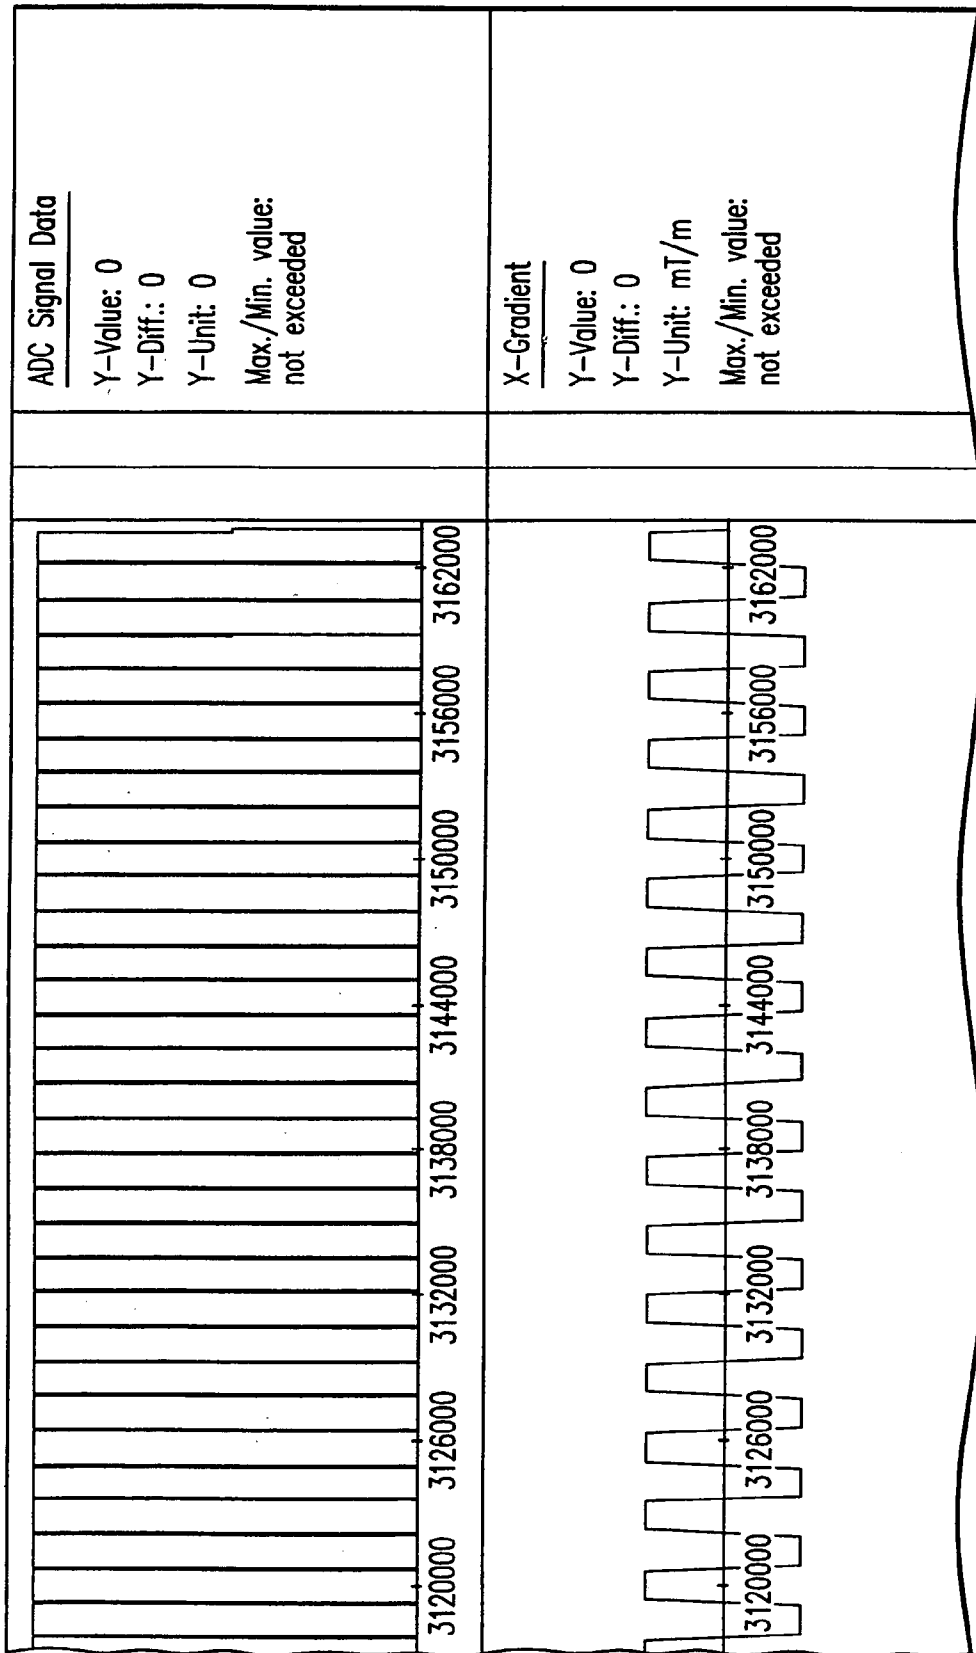 ADC Signal Data
Y-Value: 0
Y-Diff.: 0
Y-Unit: 0
Max./Min. value:
not exceeded
3120000 3126000 3132000 3138000 3144000 3150000 3156000 3162000
X-Gradient
Y-Value: 0
Y-Diff.: 0
Y-Unit: mT/m
Max./Min. value:
not exceeded
3120000 3126000 3132000 3138000 3144000 3150000 3156000 3162000